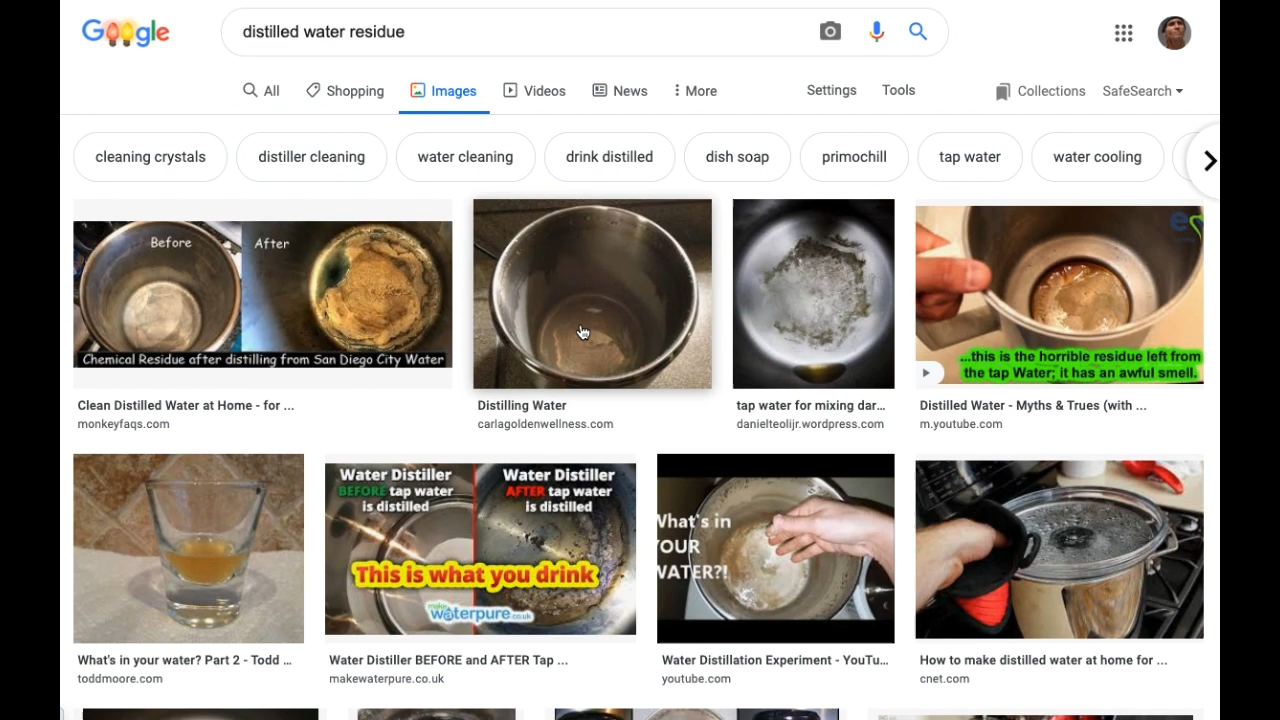 Google
distilled water residue
All
Shopping
Images
Videos
News
More
Settings
Tools
Collections
SafeSearch
cleaning crystals
distiller cleaning
water cleaning
drink distilled
dish soap
primochill
tap water
water cooling
Before
After
Chemical Residue after distilling from San Diego City Water
...this is the horrible residue left from
the tap Water; it has an awful smell.
Clean Distilled Water at Home - for ...
monkeyfaqs.com
Distilling Water
carlagoldenwellness.com
tap water for mixing dar...
danielteolijr.wordpress.com
Distilled Water - Myths & Trues (with ...
m.youtube.com
Water Distiller
BEFORE tap water
is distilled
Water Distiller
AFTER tap water
is distilled
This is what you drink
make
waterpure.co.uk
What's in
YOUR
WATER?!
What's in your water? Part 2 - Todd ...
toddmoore.com
Water Distiller BEFORE and AFTER Tap ...
makewaterpure.co.uk
Water Distillation Experiment - YouTu...
youtube.com
How to make distilled water at home for ...
cnet.com